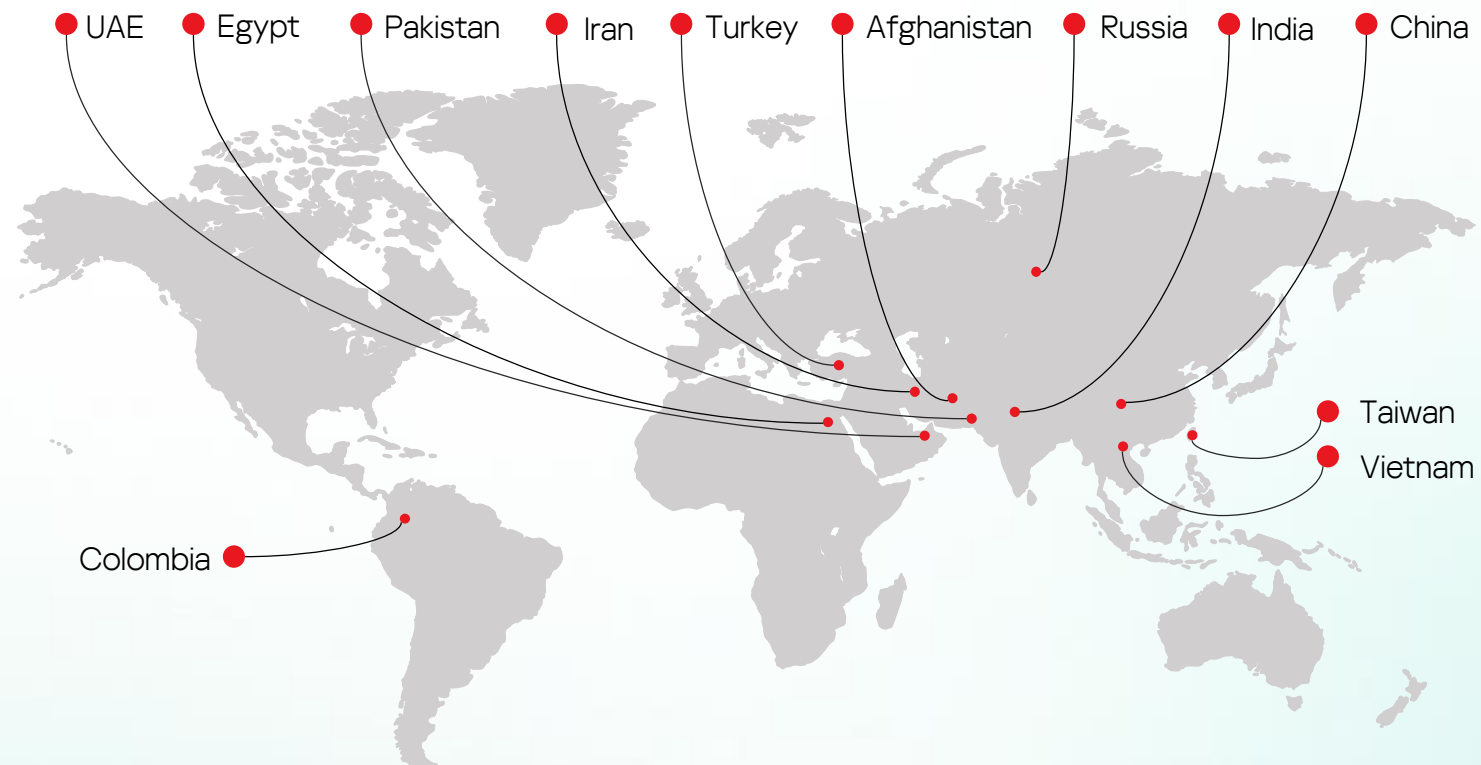 UAE
Egypt
Pakistan
Iran
Turkey
Afghanistan
Russia
India
China
Taiwan
Vietnam
Colombia